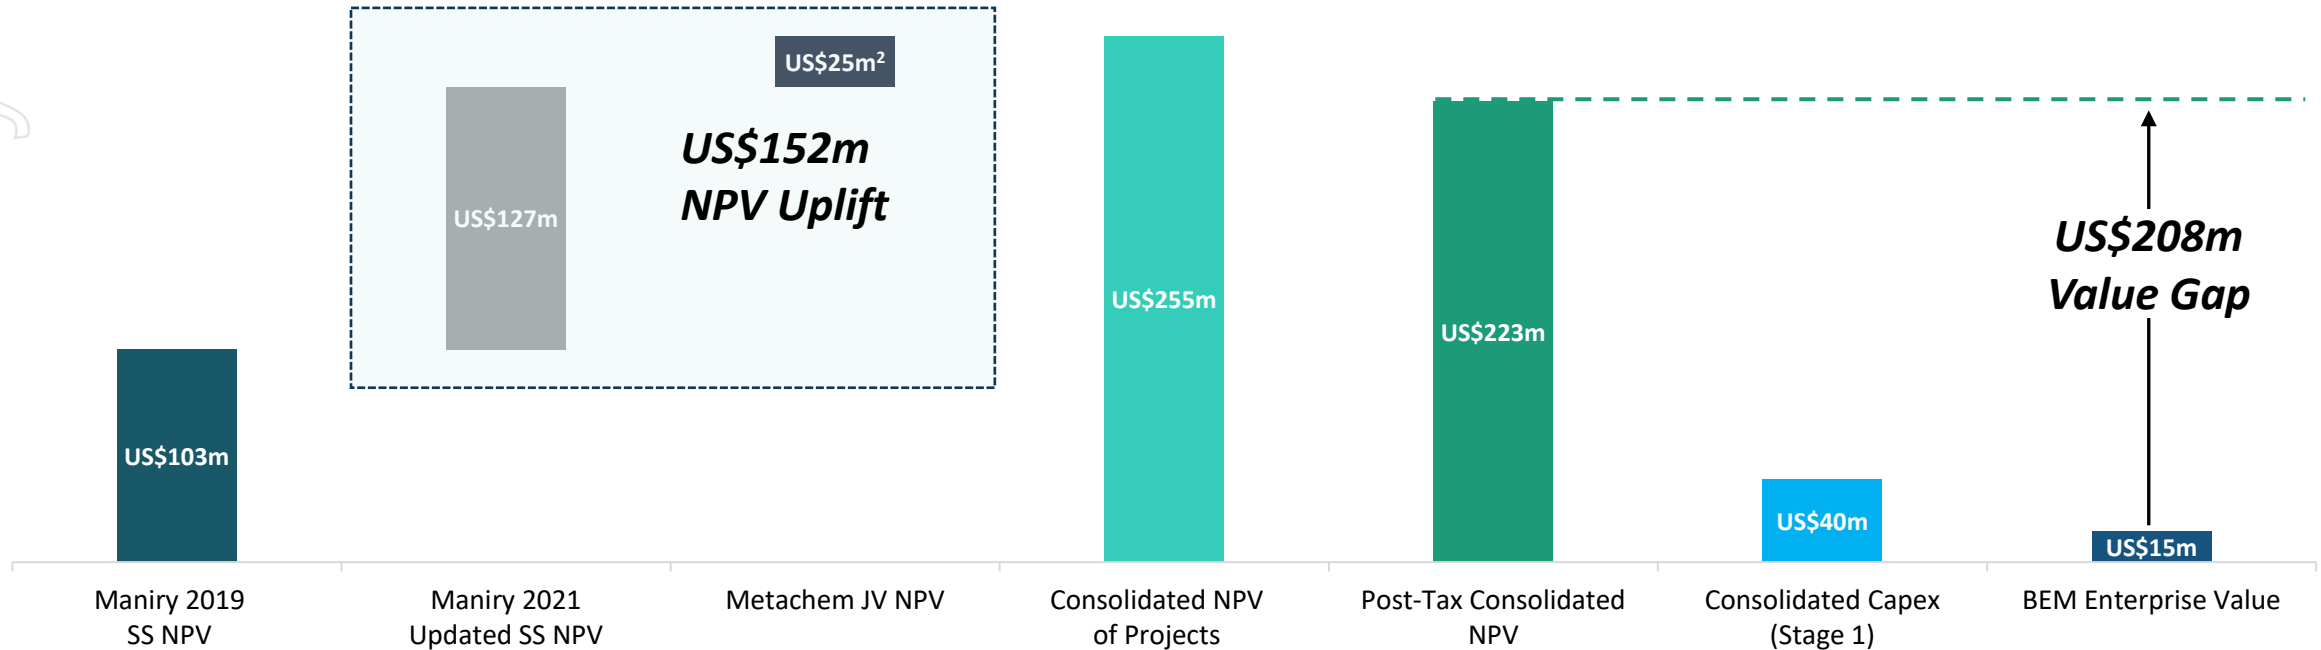 US$25m²
US$152m
NPV Uplift
US$127m
US$103m
US$255m
US$223m
US$40m
US$15m
US$208m
Value Gap
Maniry 2019
SS NPV
Maniry 2021
Updated SS NPV
Metachem JV NPV
Consolidated NPV
of Projects
Post-Tax Consolidated
NPV
Consolidated Capex
(Stage 1)
BEM Enterprise Value